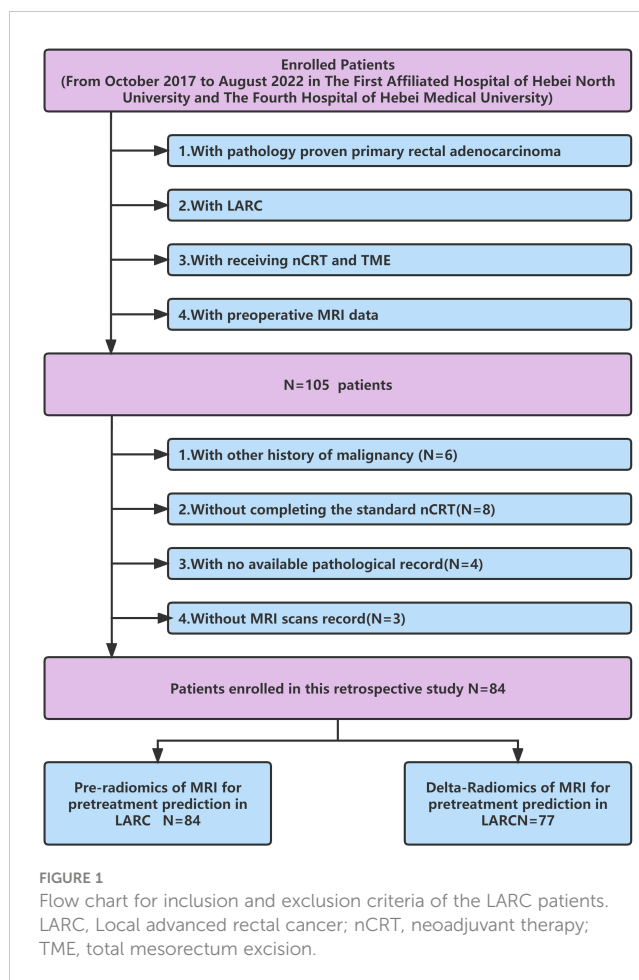 Enrolled Patients
(From October 2017 to August 2022 in The First Affiliated Hospital of Hebei North
University and The Fourth Hospital of Hebei Medical University)
1.With pathology proven primary rectal adenocarcinoma
2.With LARC
3.With receiving nCRT and TME
4.With preoperative MRI data
N=105 patients
1.With other history of malignancy (N=6)
2.Without completing the standard nCRT(N=8)
3.With no available pathological record(N=4)
4.Without MRI scans record(N=3)
Patients enrolled in this retrospective study N=84
Pre-radiomics of MRI for
pretreatment prediction in
LARC N=84
Delta-Radiomics of MRI for
pretreatment prediction in
LARCN=77
FIGURE 1
Flow chart for inclusion and exclusion criteria of the LARC patients.
LARC, Local advanced rectal cancer; nCRT, neoadjuvant therapy;
TME, total mesorectum excision.